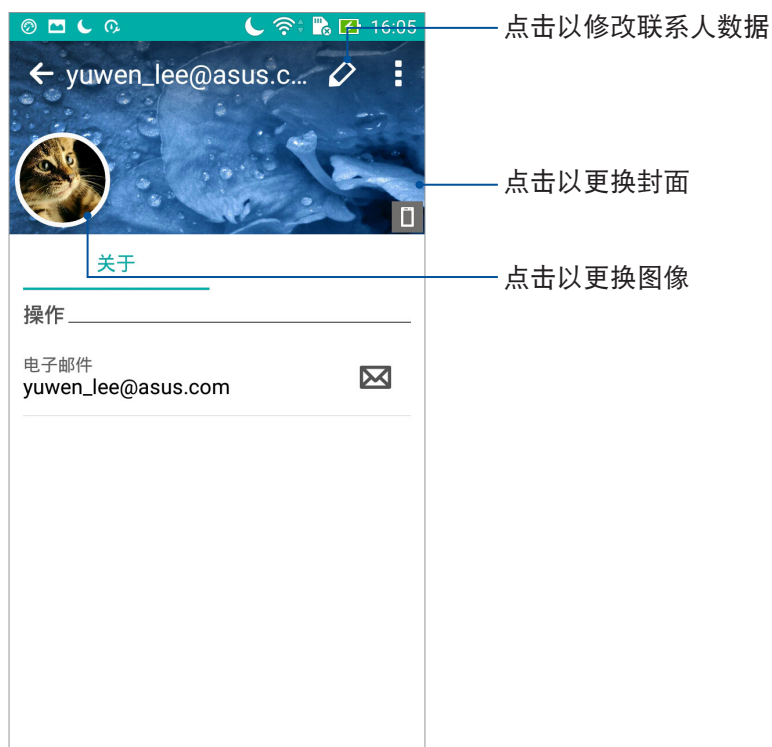 16:05
点击以修改联系人数据
yuwen_lee@asus.c...
点击以更换封面
关于
点击以更换图像
操作
电子邮件
yuwen_lee@asus.com